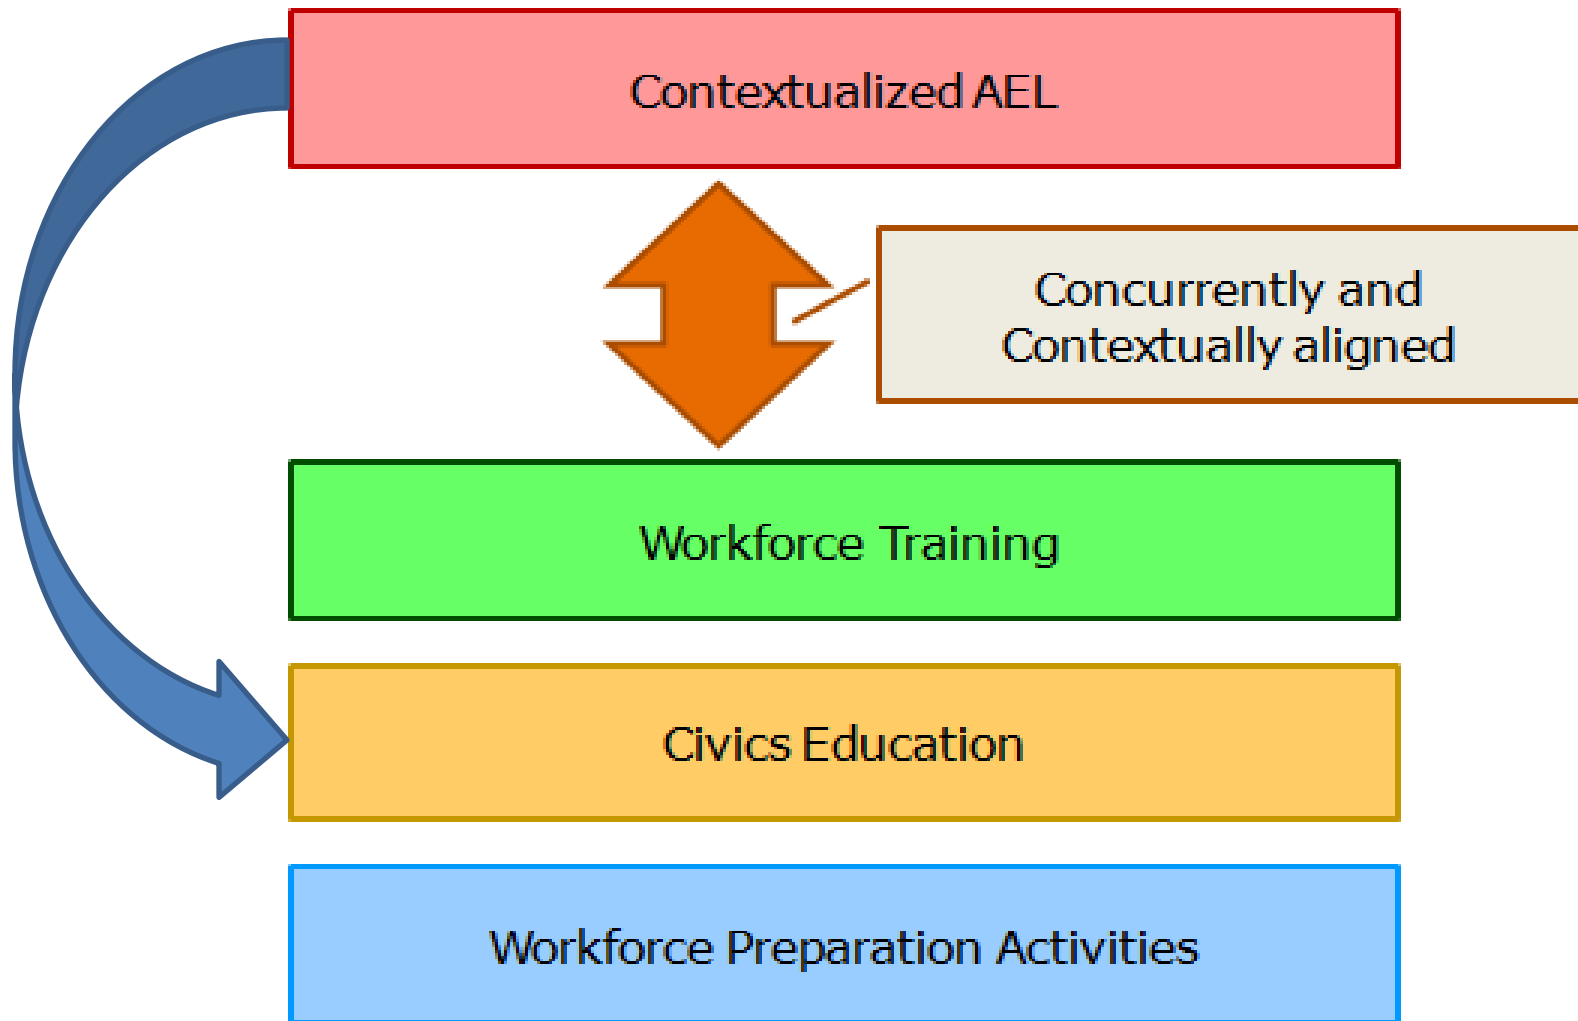 Contextualized AEL
Concurrently and
Contextually aligned
Workforce Training
Civics Education
Workforce Preparation Activities